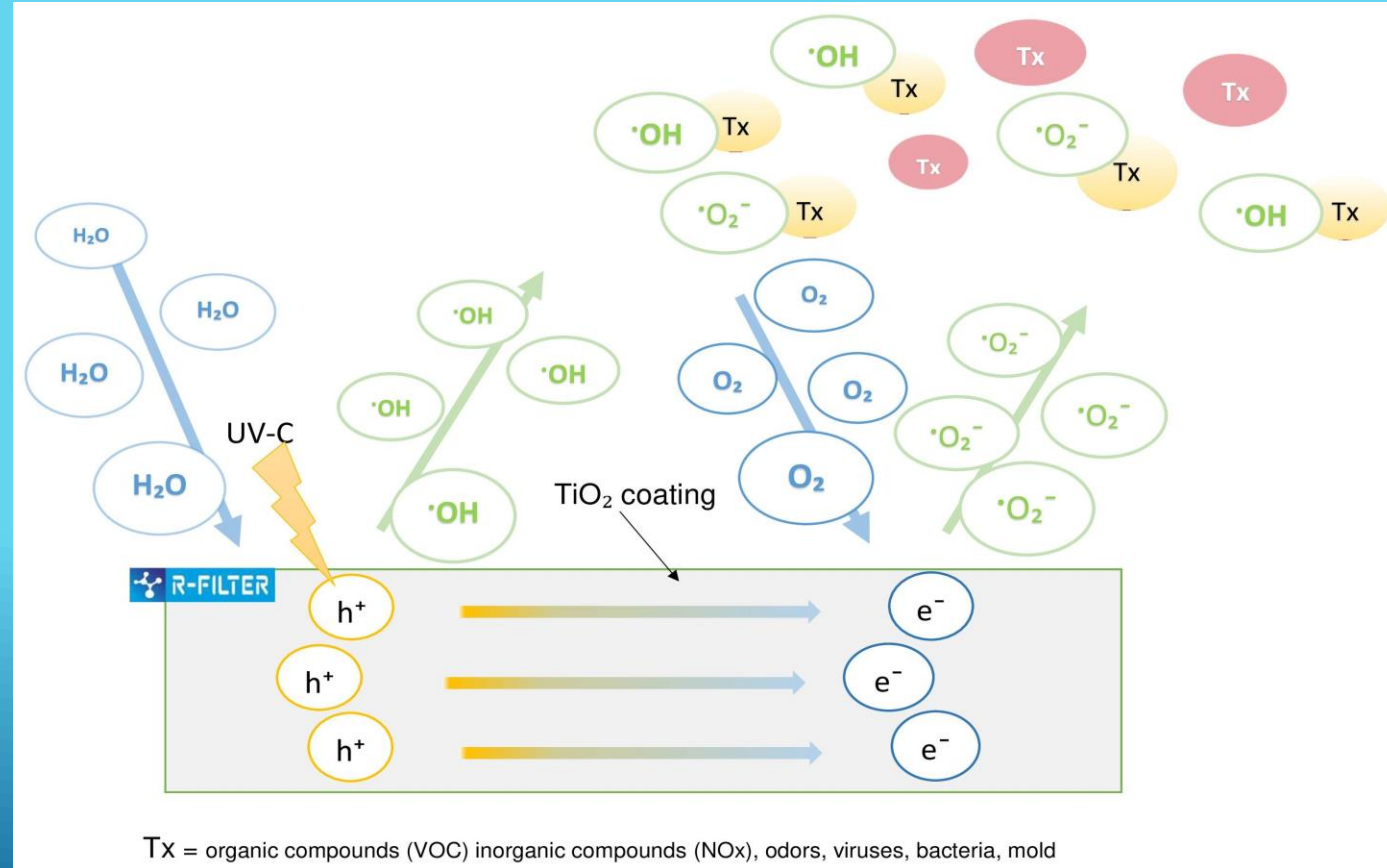 •OH
Tx
Tx
Tx
•OH
Tx
•O₂⁻
Tx
Tx
•O₂⁻
Tx
•OH
Tx
H₂O
H₂O
H₂O
H₂O
•OH
•OH
•OH
•OH
O₂
O₂
O₂
O₂
•O₂⁻
•O₂⁻
•O₂⁻
•O₂⁻
UV-C
TiO₂ coating
R-FILTER
h⁺
e⁻
h⁺
e⁻
h⁺
e⁻
Tx = organic compounds (VOC) inorganic compounds (NOx), odors, viruses, bacteria, mold